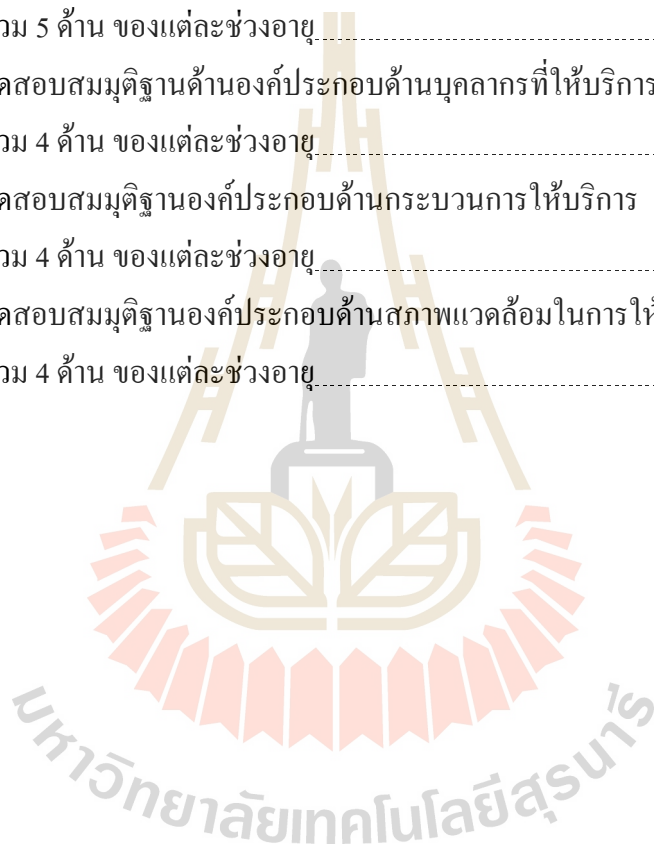 วม 5 ด้าน ของแต่ละช่วงอายุ
ดสอบสมมุติฐานด้านองค์ประกอบด้านบุคลากรที่ให้บริการ
วม 4 ด้าน ของแต่ละช่วงอายุ
ดสอบสมมุติฐานองค์ประกอบด้านกระบวนการให้บริการ
วม 4 ด้าน ของแต่ละช่วงอายุ
ดสอบสมมุติฐานองค์ประกอบด้านสภาพแวดล้อมในการให้
วม 4 ด้าน ของแต่ละช่วงอายุ
มหาวิทยาลัยเทคโนโลยีสุรนารี